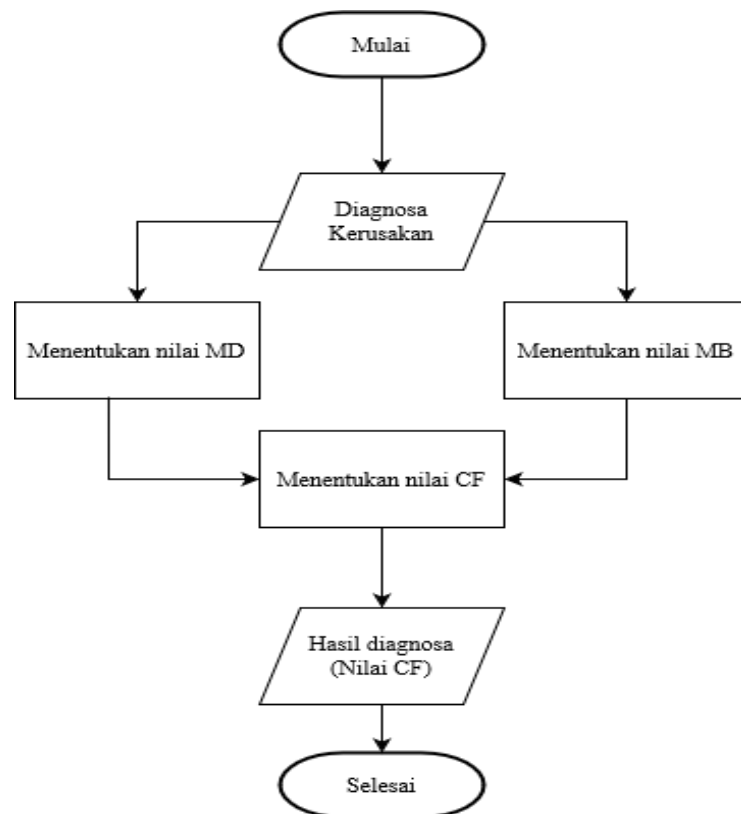 Mulai
Diagnosa
Kerusakan
Menentukan nilai MD
Menentukan nilai MB
Menentukan nilai CF
Hasil diagnosa
(Nilai CF)
Selesai